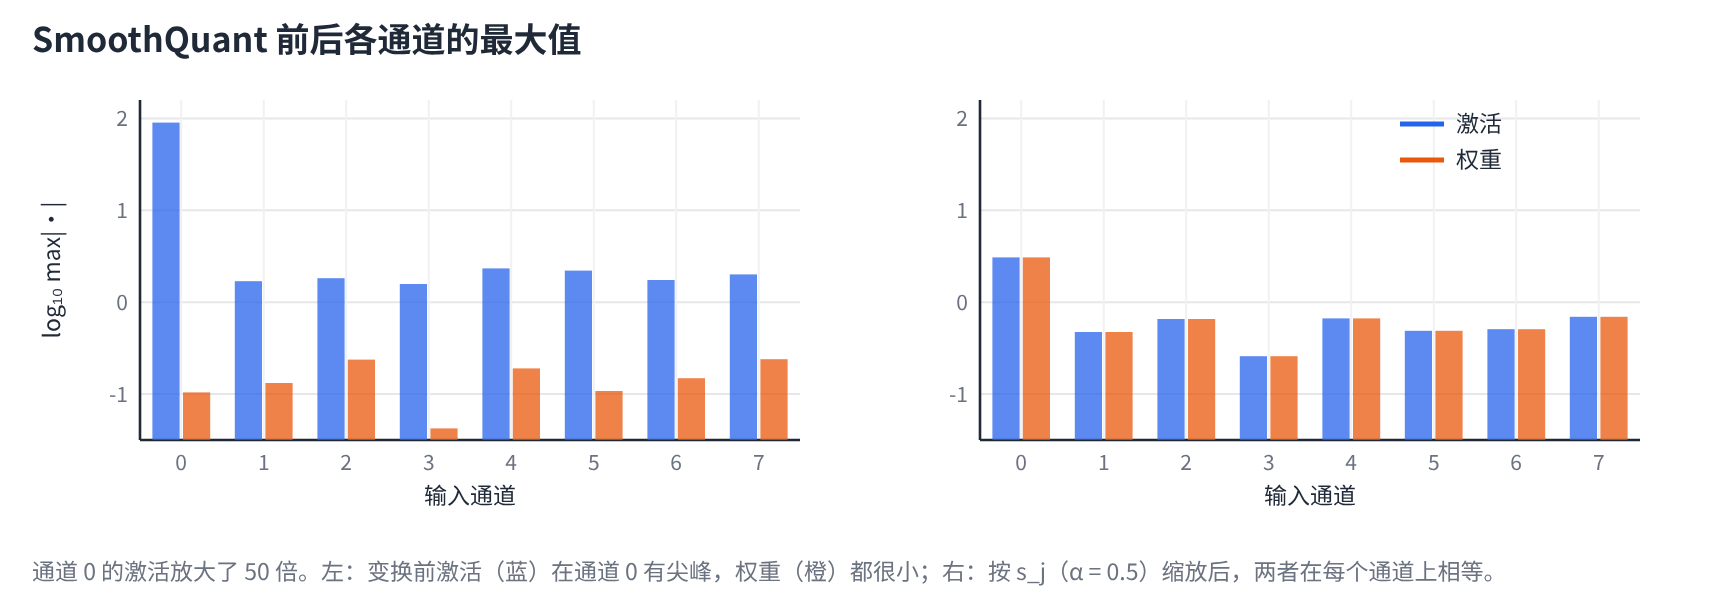 SmoothQuant 前后各通道的最大值
log₁₀ max|·|
2
1
0
-1
0 1 2 3 4 5 6 7
输入通道
2
1
0
-1
0 1 2 3 4 5 6 7
输入通道
激活
权重
通道 0 的激活放大了 50 倍。左：变换前激活（蓝）在通道 0 有尖峰，权重（橙）都很小；右：按 s_j（α = 0.5）缩放后，两者在每个通道上相等。